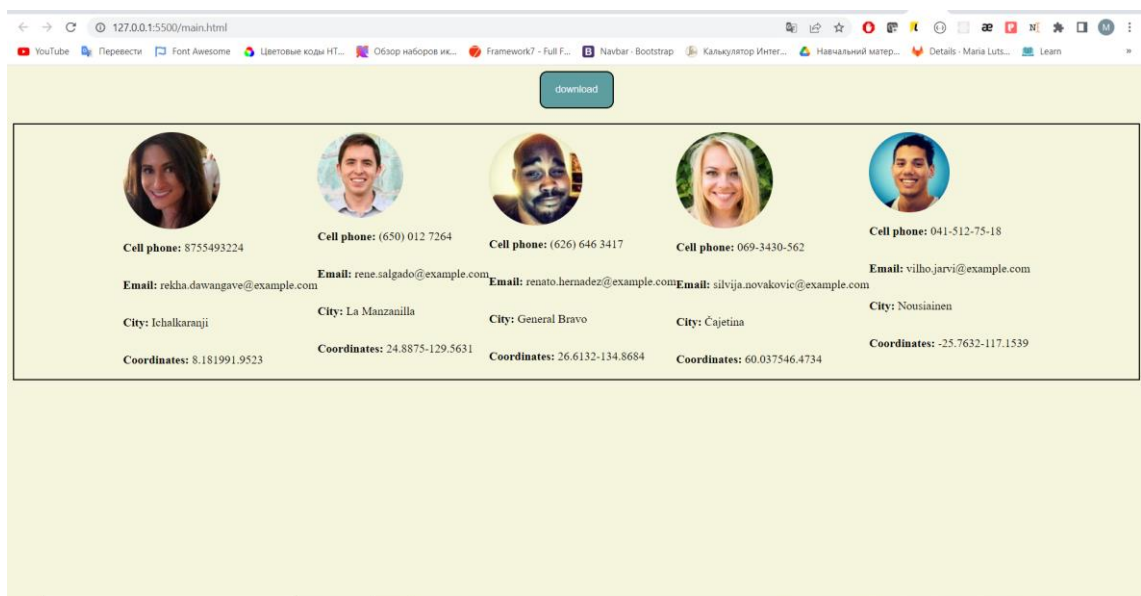 127.0.0.1:5500/main.html
YouTube Перевести Font Awesome Цветовые коды HT... Обзор наборов ик... Framework7 - Full F... Navbar · Bootstrap Калькулятор Интег... Навчальний матер... Details · Maria Luts... Learn »
download
Cell phone: 8755493224
Email: rekha.dawangave@example.com
City: Ichalkaranji
Coordinates: 8.181991.9523
Cell phone: (650) 012 7264
Email: rene.salgado@example.com
City: La Manzanilla
Coordinates: 24.8875-129.5631
Cell phone: (626) 646 3417
Email: renato.hernadez@example.com
City: General Bravo
Coordinates: 26.6132-134.8684
Cell phone: 069-3430-562
Email: silvija.novakovic@example.com
City: Čajetina
Coordinates: 60.037546.4734
Cell phone: 041-512-75-18
Email: vilho.jarvi@example.com
City: Nousiainen
Coordinates: -25.7632-117.1539